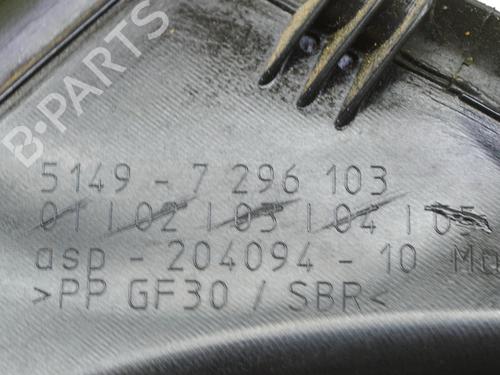 B-PARTS
5149 - 7 296 103
01 | 02 | 03 | 04 | 05
asp - 204094 - 10
>PP GF30 / SBR<